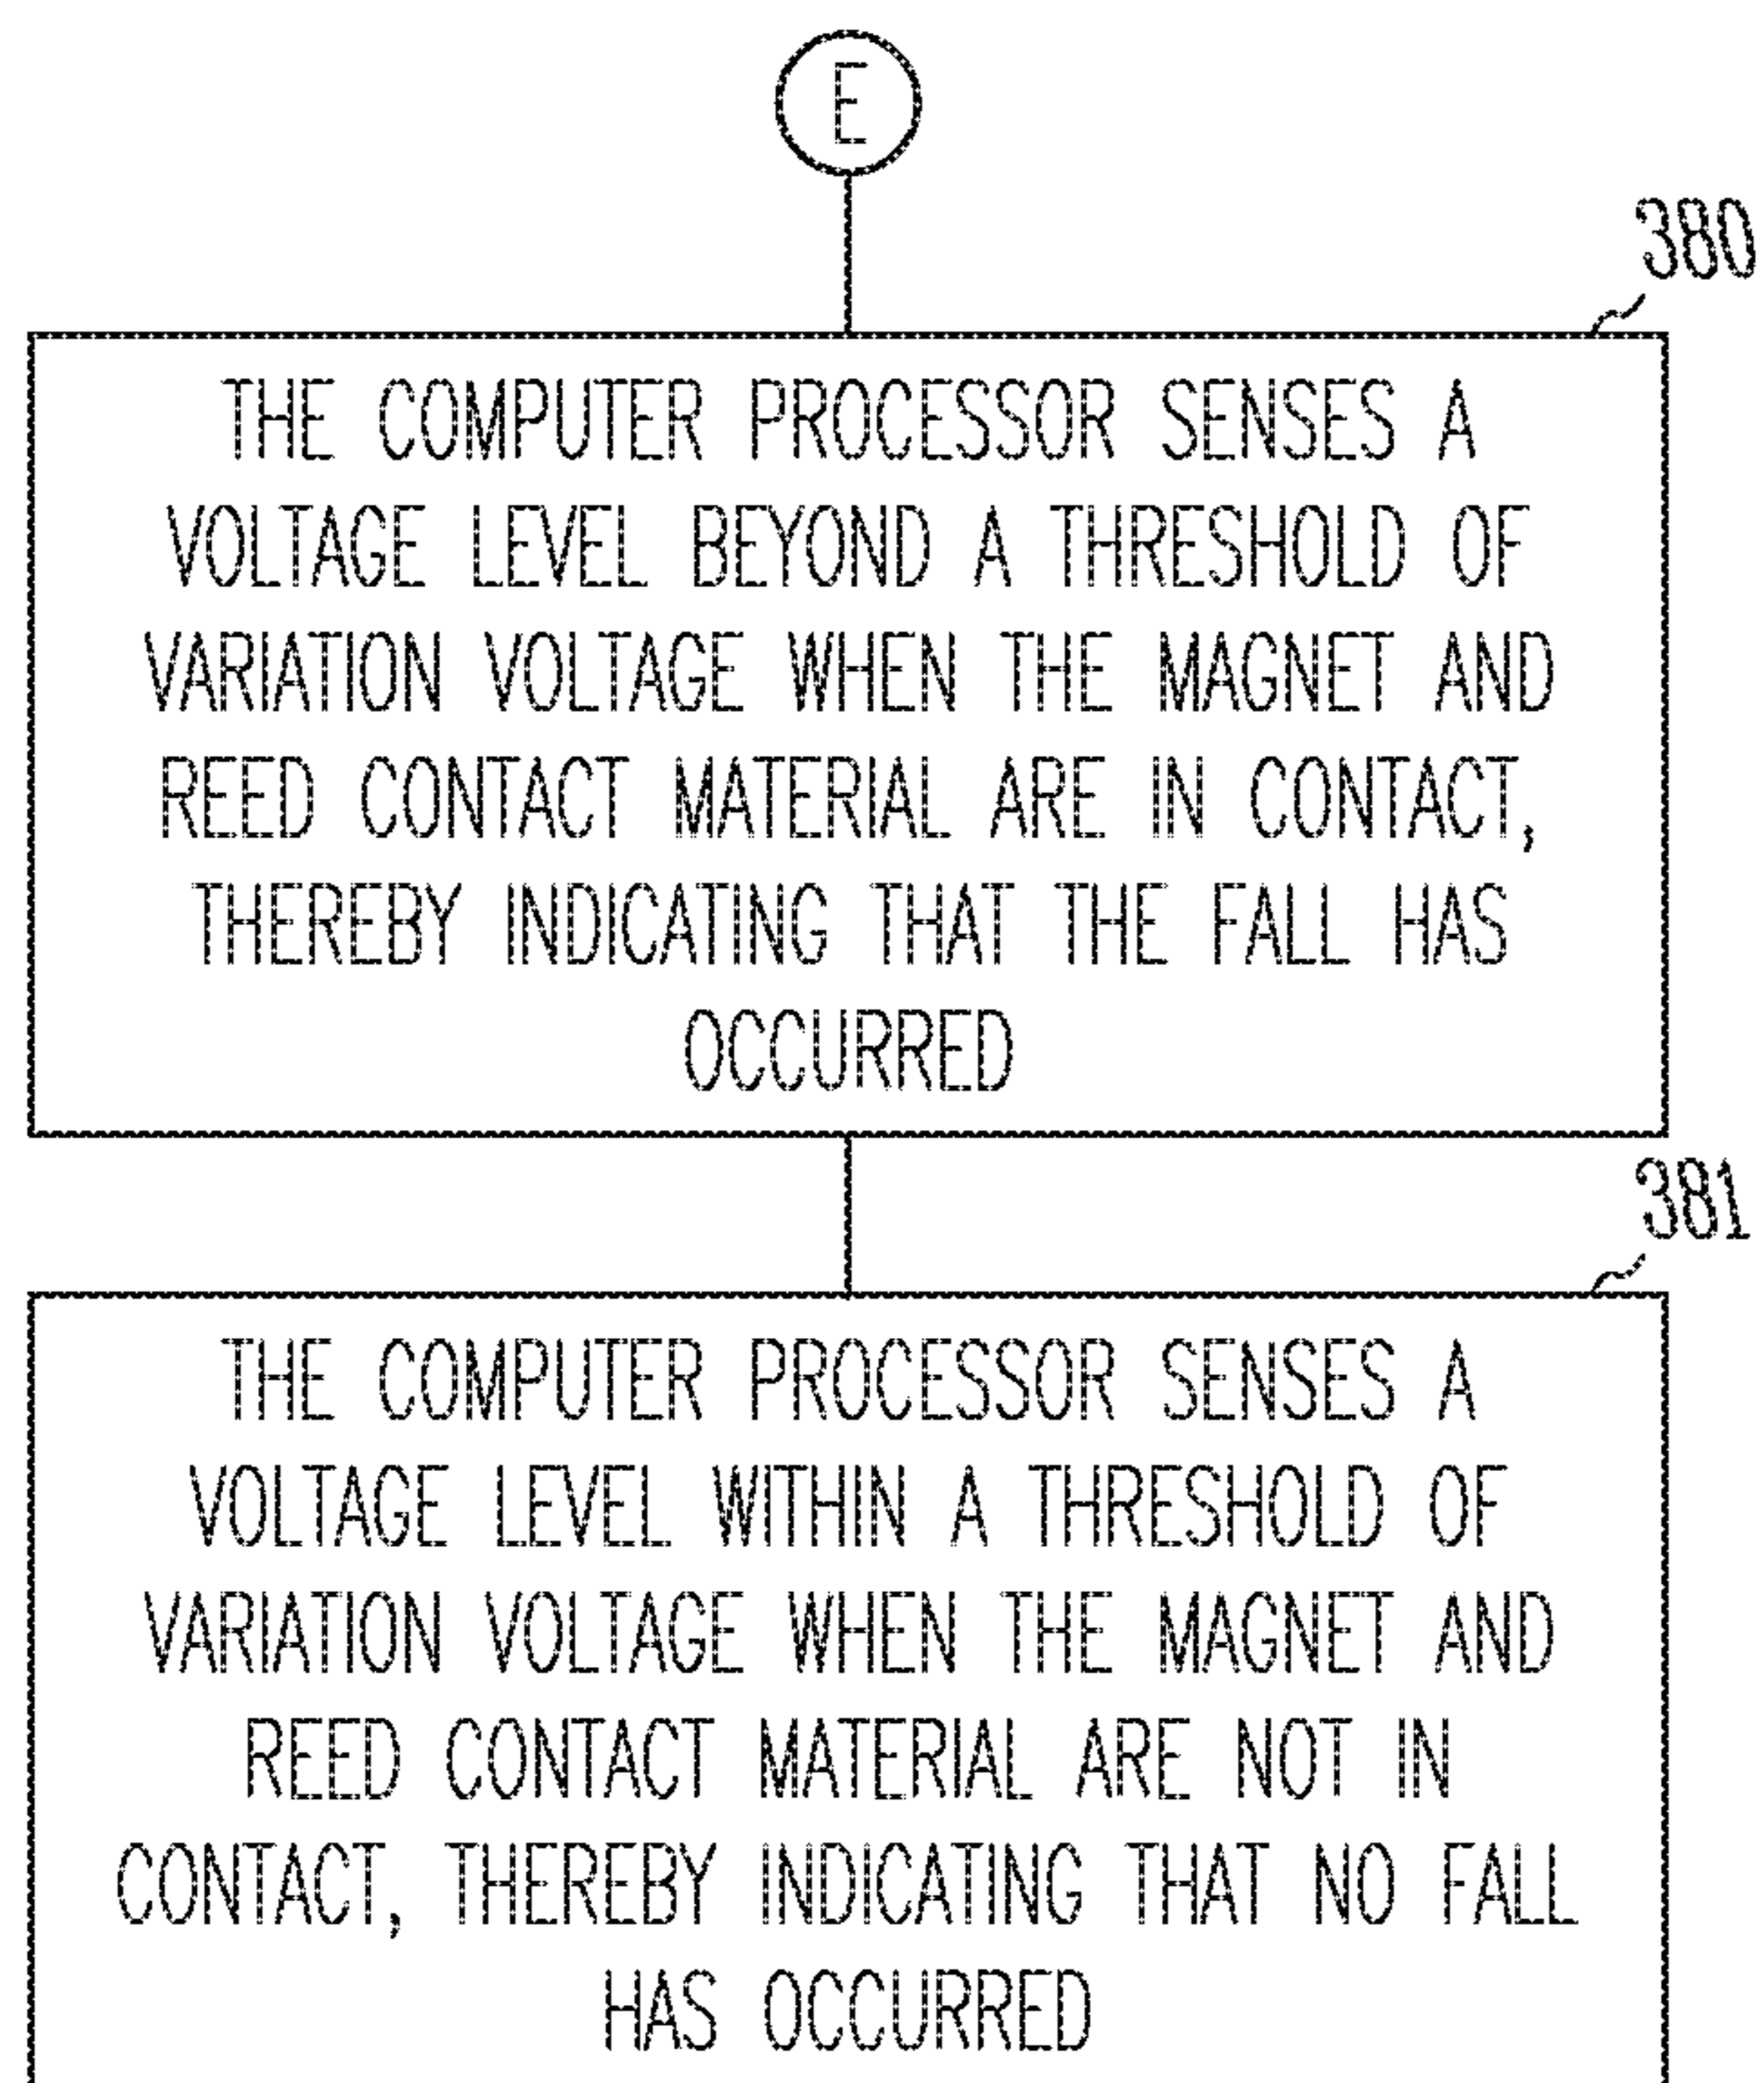 E
380
THE COMPUTER PROCESSOR SENSES A
VOLTAGE LEVEL BEYOND A THRESHOLD OF
VARIATION VOLTAGE WHEN THE MAGNET AND
REED CONTACT MATERIAL ARE IN CONTACT,
THEREBY INDICATING THAT THE FALL HAS
OCCURRED
381
THE COMPUTER PROCESSOR SENSES A
VOLTAGE LEVEL WITHIN A THRESHOLD OF
VARIATION VOLTAGE WHEN THE MAGNET AND
REED CONTACT MATERIAL ARE NOT IN
CONTACT, THEREBY INDICATING THAT NO FALL
HAS OCCURRED